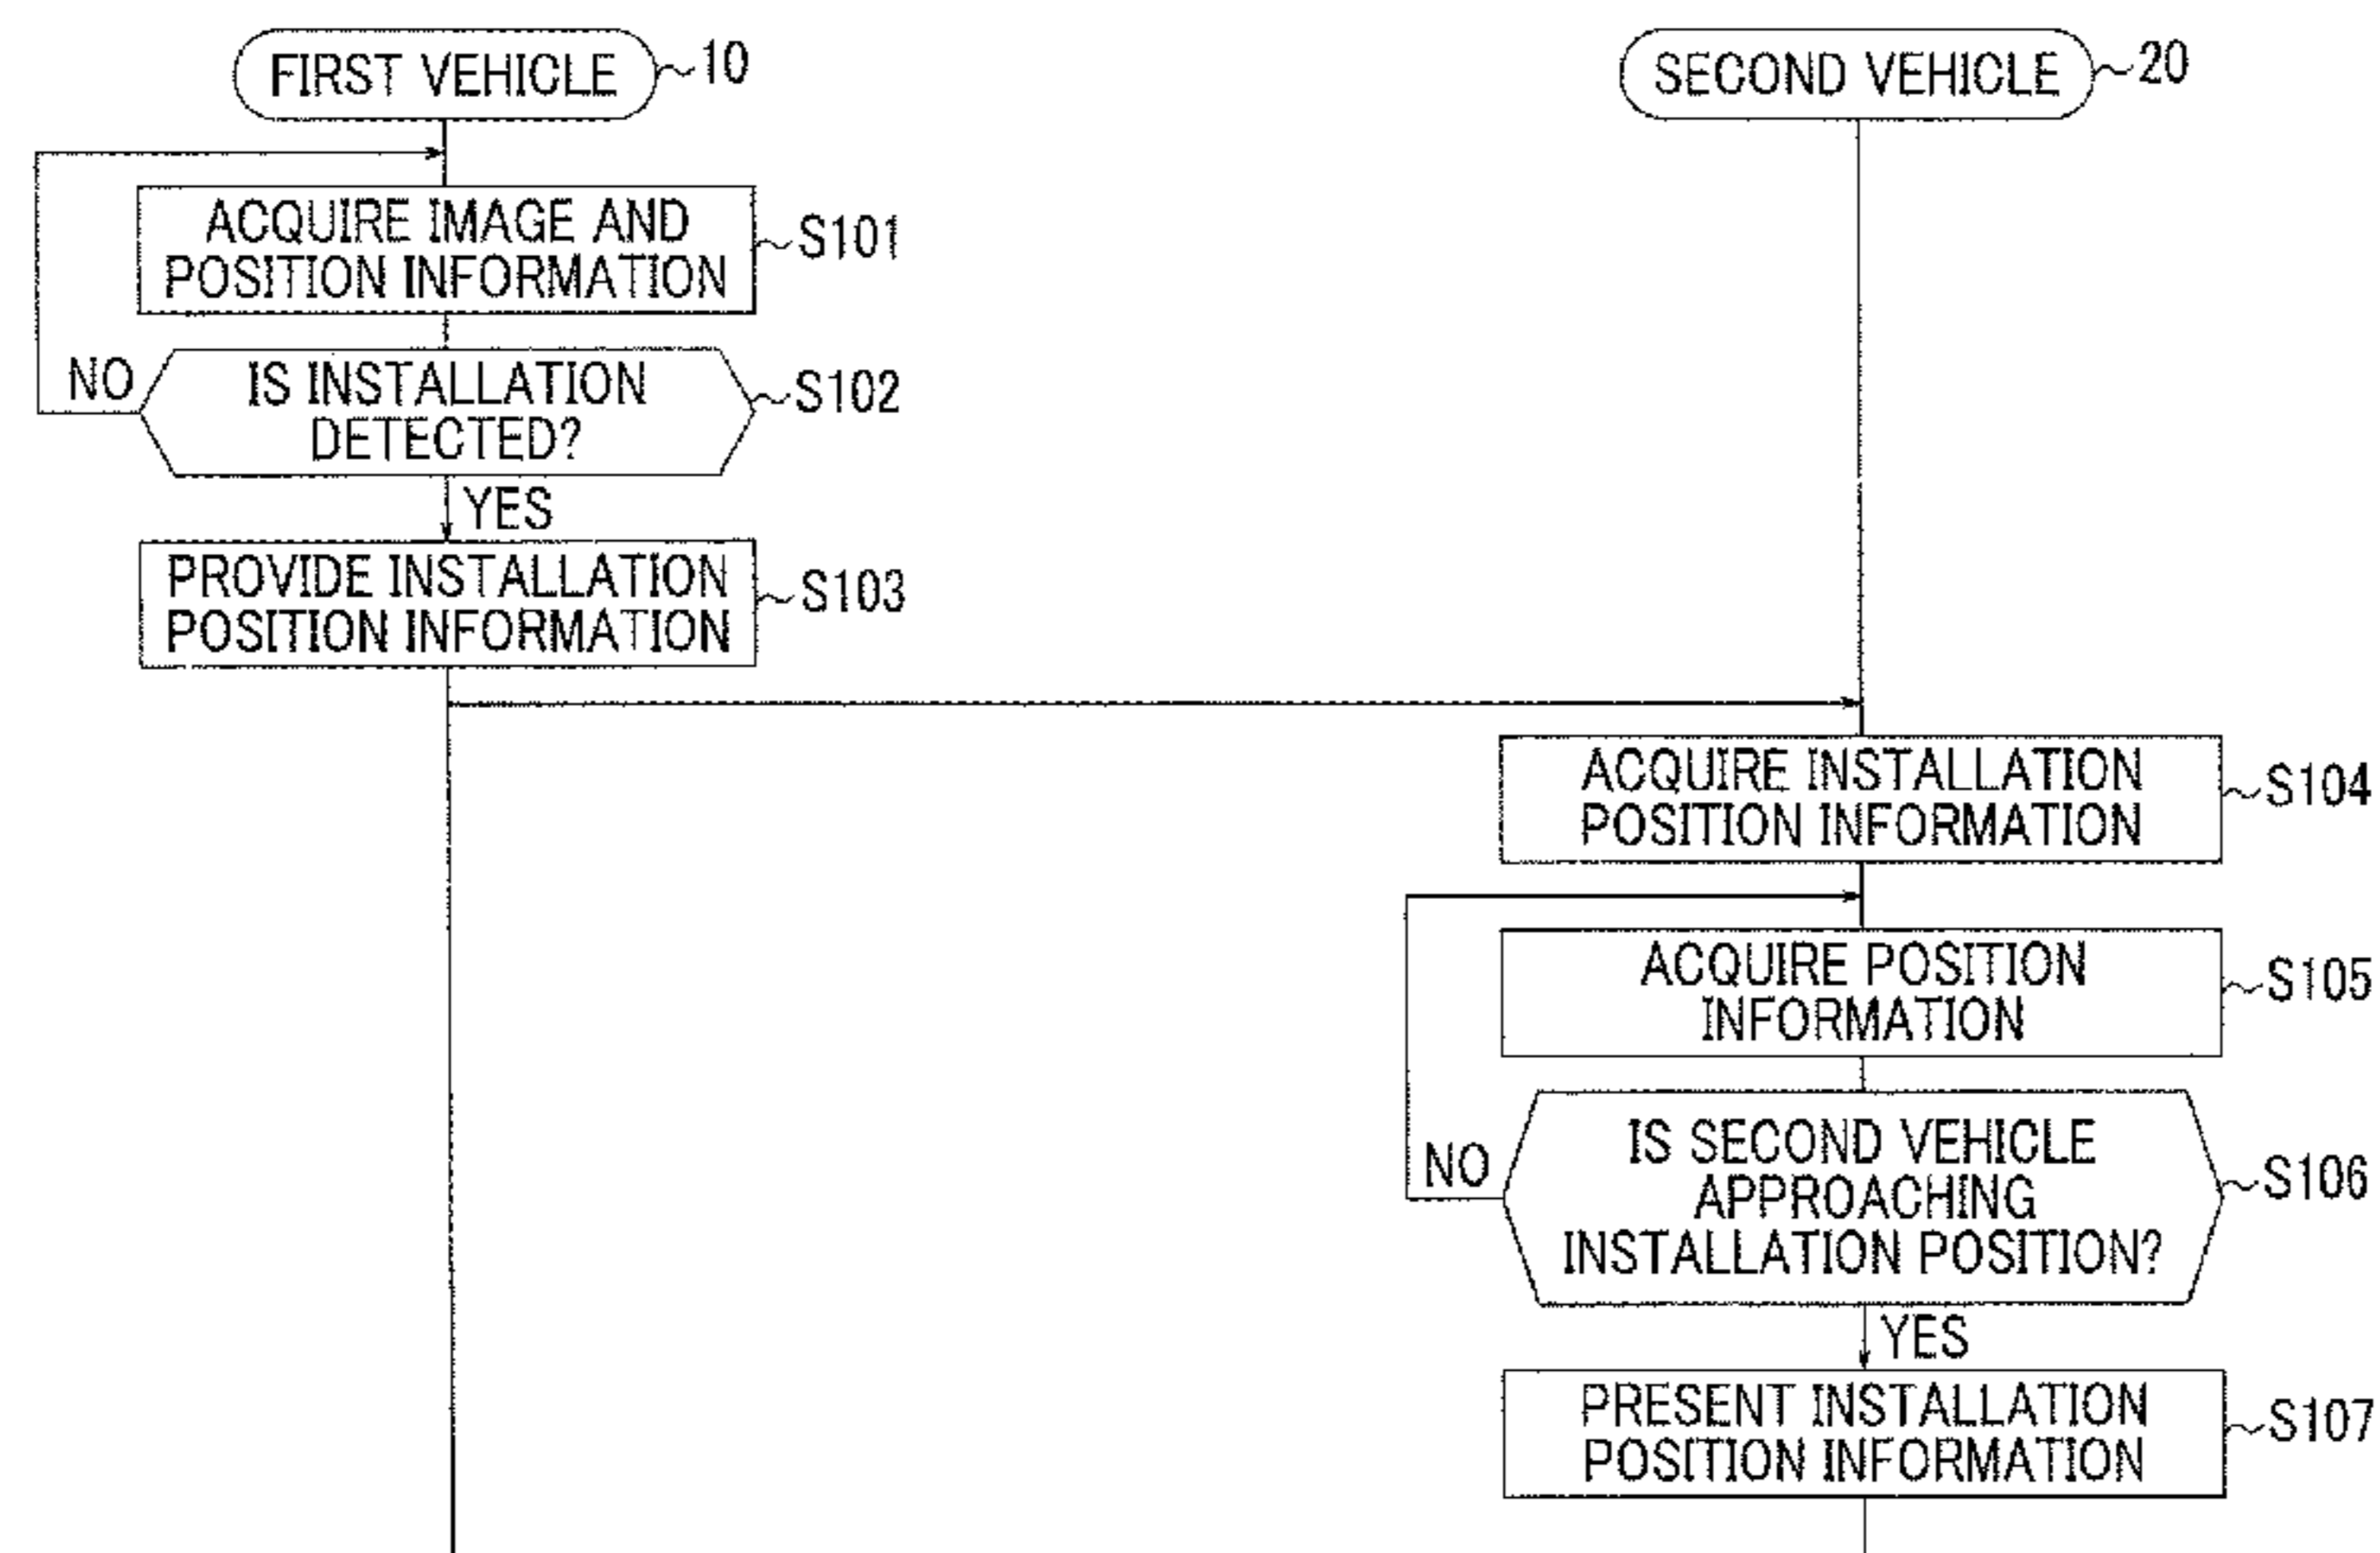 FIRST VEHICLE
10
SECOND VEHICLE
20
ACQUIRE IMAGE AND
POSITION INFORMATION
S101
NO
IS INSTALLATION
DETECTED?
S102
YES
PROVIDE INSTALLATION
POSITION INFORMATION
S103
ACQUIRE INSTALLATION
POSITION INFORMATION
S104
ACQUIRE POSITION
INFORMATION
S105
NO
IS SECOND VEHICLE
APPROACHING
INSTALLATION POSITION?
S106
YES
PRESENT INSTALLATION
POSITION INFORMATION
S107